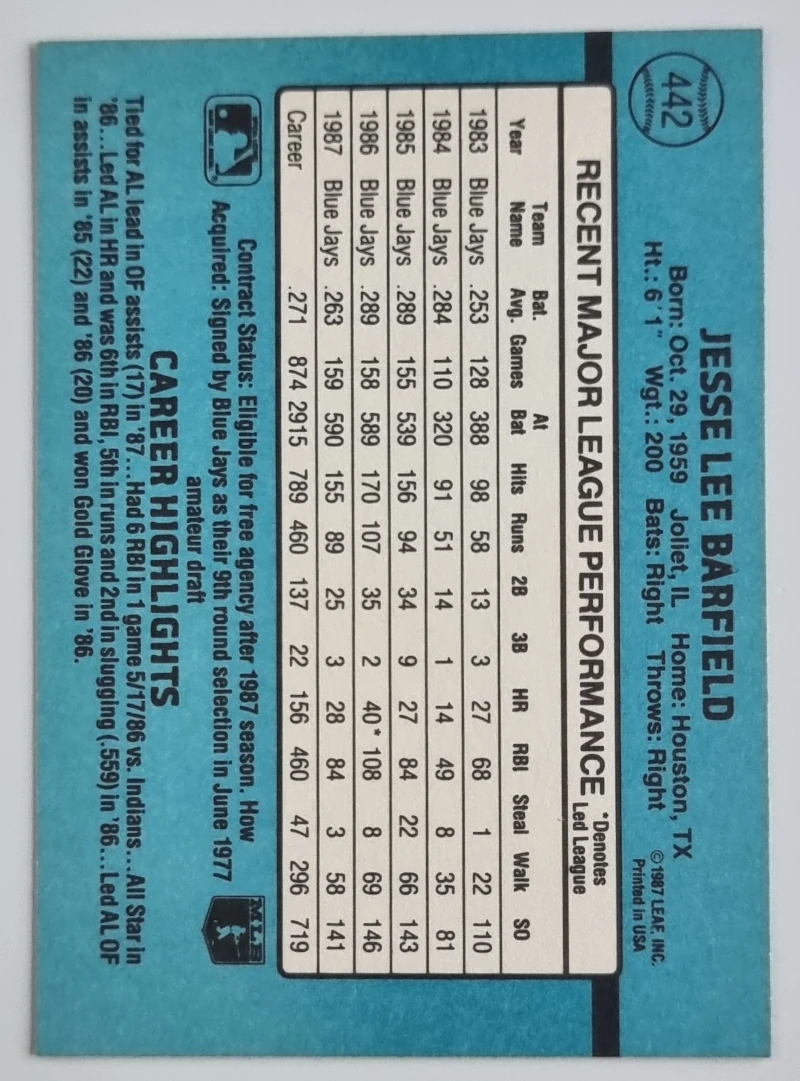 442
JESSE LEE BARFIELD
Born: Oct. 29, 1959 Joliet, IL Home: Houston, TX
Ht.: 6'1" Wgt.: 200 Bats: Right Throws: Right
©1987 LEAF, INC.
Printed in USA
RECENT MAJOR LEAGUE PERFORMANCE *Denotes Led League
Year Team Name Bat. Avg. Games At Bat Hits Runs 2B 3B HR RBI Steal Walk SO
1983 Blue Jays .253 128 388 98 58 13 3 27 68 1 22 110
1984 Blue Jays .284 110 320 91 51 14 1 14 49 8 35 81
1985 Blue Jays .289 155 539 156 94 34 9 27 84 22 66 143
1986 Blue Jays .289 158 589 170 107 35 2 40* 108 8 69 146
1987 Blue Jays .263 159 590 155 89 25 3 28 84 3 58 141
Career .271 874 2915 789 460 137 22 156 460 47 296 719
Contract Status: Eligible for free agency after 1987 season. How
Acquired: Signed by Blue Jays as their 9th round selection in June 1977
amateur draft
CAREER HIGHLIGHTS
Tied for AL lead in OF assists (17) in '87...Had 6 RBI in 1 game 5/17/86 vs. Indians...All Star in
'86...Led AL in HR and was 6th in RBI, 5th in runs and 2nd in slugging (.559) in '86...Led AL OF
in assists in '85 (22) and '86 (20) and won Gold Glove in '86.